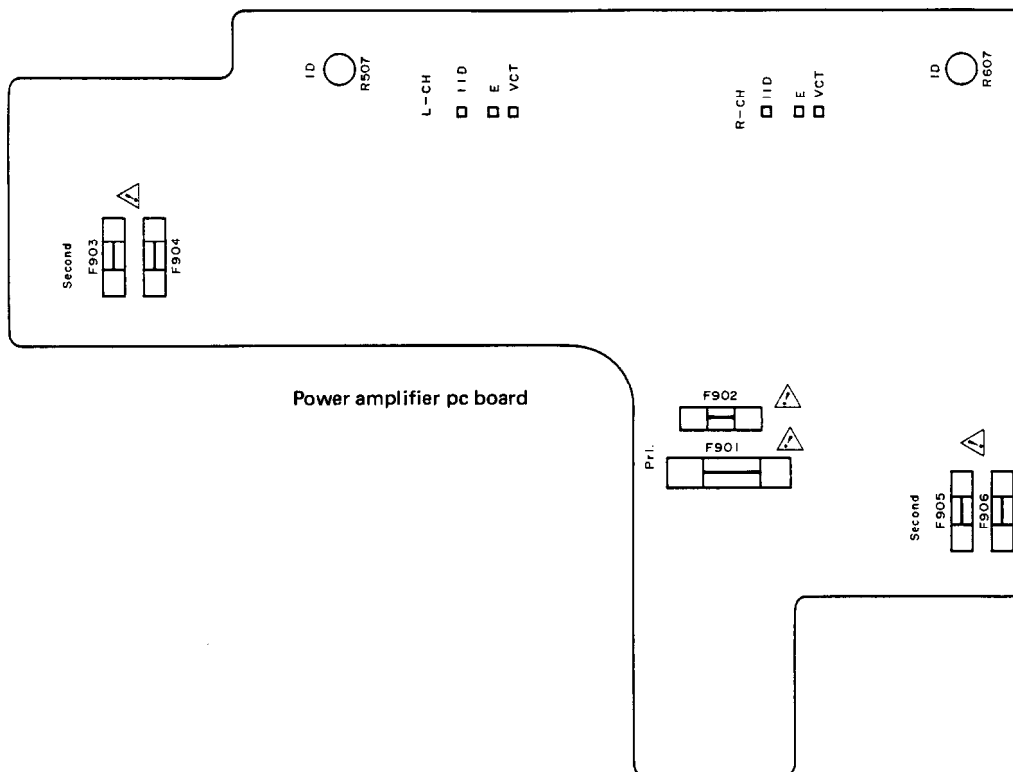 ID
R507
L-CH
IID
E
VCT
R-CH
IID
E
VCT
ID
R607
Second
F903
F904
Power amplifier pc board
F902
Pri.
F901
Second
F905
F906